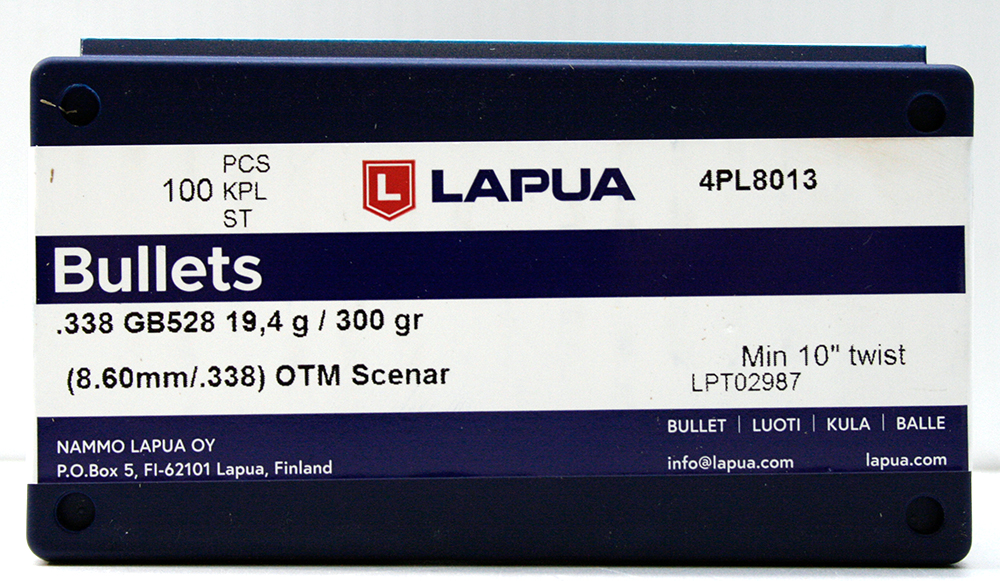 100 PCS
KPL
ST
L LAPUA
4PL8013
Bullets
.338 GB528 19,4 g / 300 gr
(8.60mm/.338) OTM Scenar
Min 10" twist
LPT02987
NAMMO LAPUA OY
P.O.Box 5, FI-62101 Lapua, Finland
BULLET | LUOTI | KULA | BALLE
info@lapua.com lapua.com